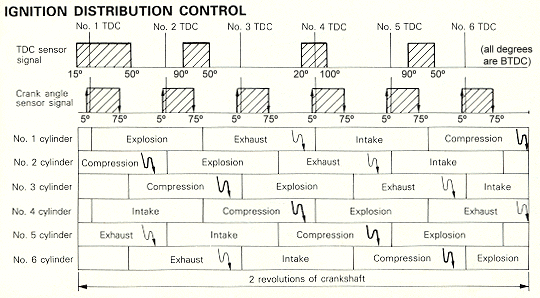 IGNITION DISTRIBUTION CONTROL
No. 1 TDC No. 2 TDC No. 3 TDC No. 4 TDC No. 5 TDC No. 6 TDC
TDC sensor signal
15° 50° 90° 50° 20° 100° 90° 50°
(all degrees are BTDC)
Crank angle sensor signal
5° 75° 5° 75° 5° 75° 5° 75° 5° 75° 5° 75°
No. 1 cylinder Explosion Exhaust Intake Compression
No. 2 cylinder Compression Explosion Exhaust Intake
No. 3 cylinder Compression Explosion Exhaust Intake
No. 4 cylinder Intake Compression Explosion Exhaust
No. 5 cylinder Exhaust Intake Compression Explosion
No. 6 cylinder Exhaust Intake Compression Explosion
2 revolutions of crankshaft